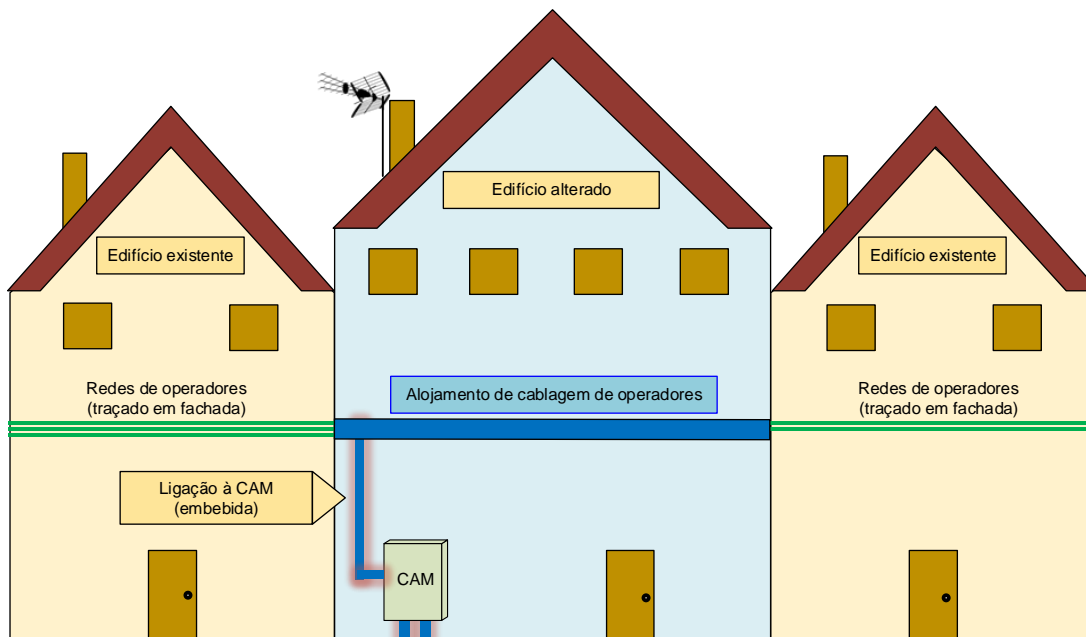 Edifício alterado
Edifício existente
Edifício existente
Redes de operadores
(traçado em fachada)
Alojamento de cablagem de operadores
Redes de operadores
(traçado em fachada)
Ligação à CAM
(embebida)
CAM